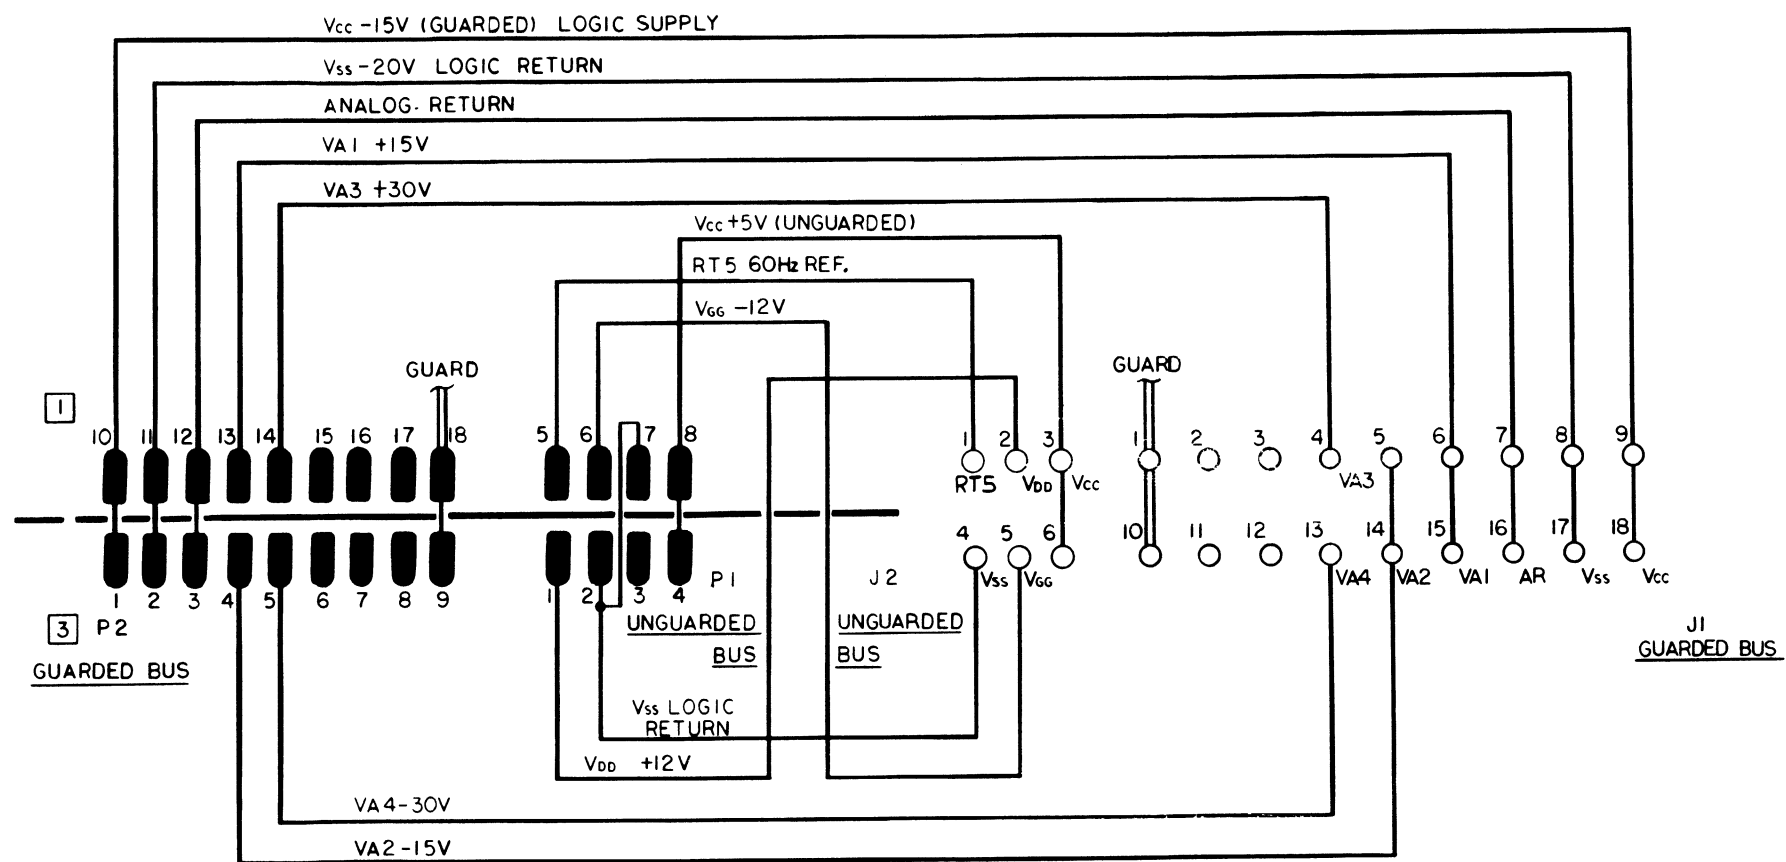 Vcc -15V (GUARDED) LOGIC SUPPLY
Vss -20V LOGIC RETURN
ANALOG. RETURN
VA1 +15V
VA3 +30V
Vcc +5V (UNGUARDED)
RT5 60Hz REF.
VGG -12V
GUARD
GUARD
1
10 11 12 13 14 15 16 17 18
5 6 7 8
1 2 3
1 2 3 4 5 6 7 8 9
RT5 VDD Vcc
VA3
4 5 6
10 11 12 13 14 15 16 17 18
Vss VGG
VA4 VA2 VA1 AR Vss Vcc
1 2 3 4 5 6 7 8 9
1 2 3 4
P1
J2
3 P2
GUARDED BUS
UNGUARDED
BUS
UNGUARDED
BUS
J1
GUARDED BUS
Vss LOGIC
RETURN
VDD +12V
VA4-30V
VA2-15V